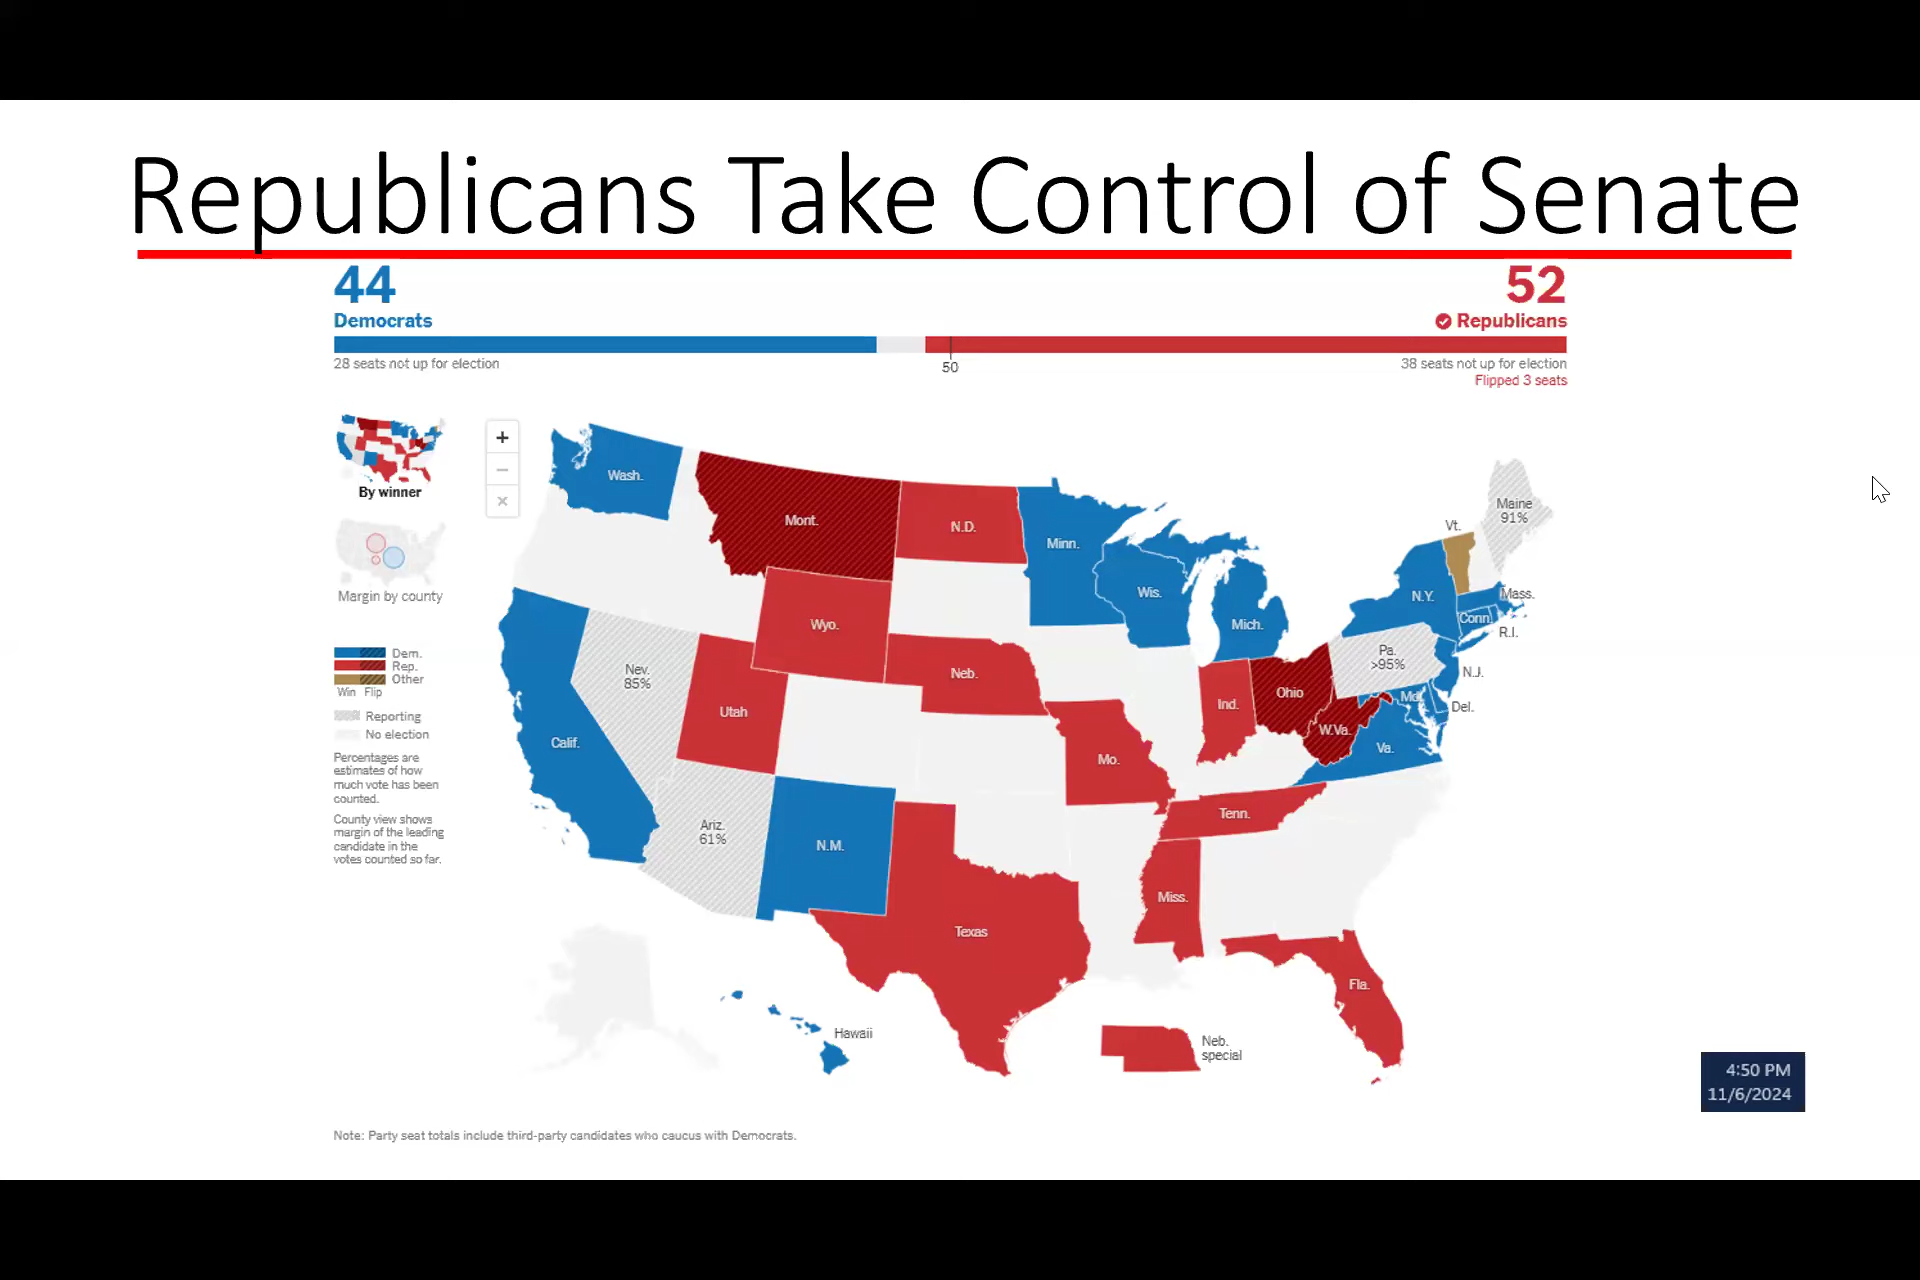 Republicans Take Control of Senate
44
52
Democrats
Republicans
28 seats not up for election
50
38 seats not up for election
Flipped 3 seats
By winner
Margin by county
Dem.
Rep.
Other
Win Flip
Reporting
No election
Percentages are
estimates of how
much vote has been
counted.
County view shows
margin of the leading
candidate in the
votes counted so far.
+
−
×
Wash.
Mont.
N.D.
Minn.
Wis.
Mich.
Maine
91%
Vt.
N.Y.
Mass.
Conn.
R.I.
Pa.
>95%
N.J.
Md.
Del.
Wyo.
Nev.
85%
Utah
Neb.
Ind.
Ohio
W.Va.
Va.
Calif.
Mo.
Tenn.
Ariz.
61%
N.M.
Miss.
Texas
Fla.
Hawaii
Neb.
special
4:50 PM
11/6/2024
Note: Party seat totals include third-party candidates who caucus with Democrats.